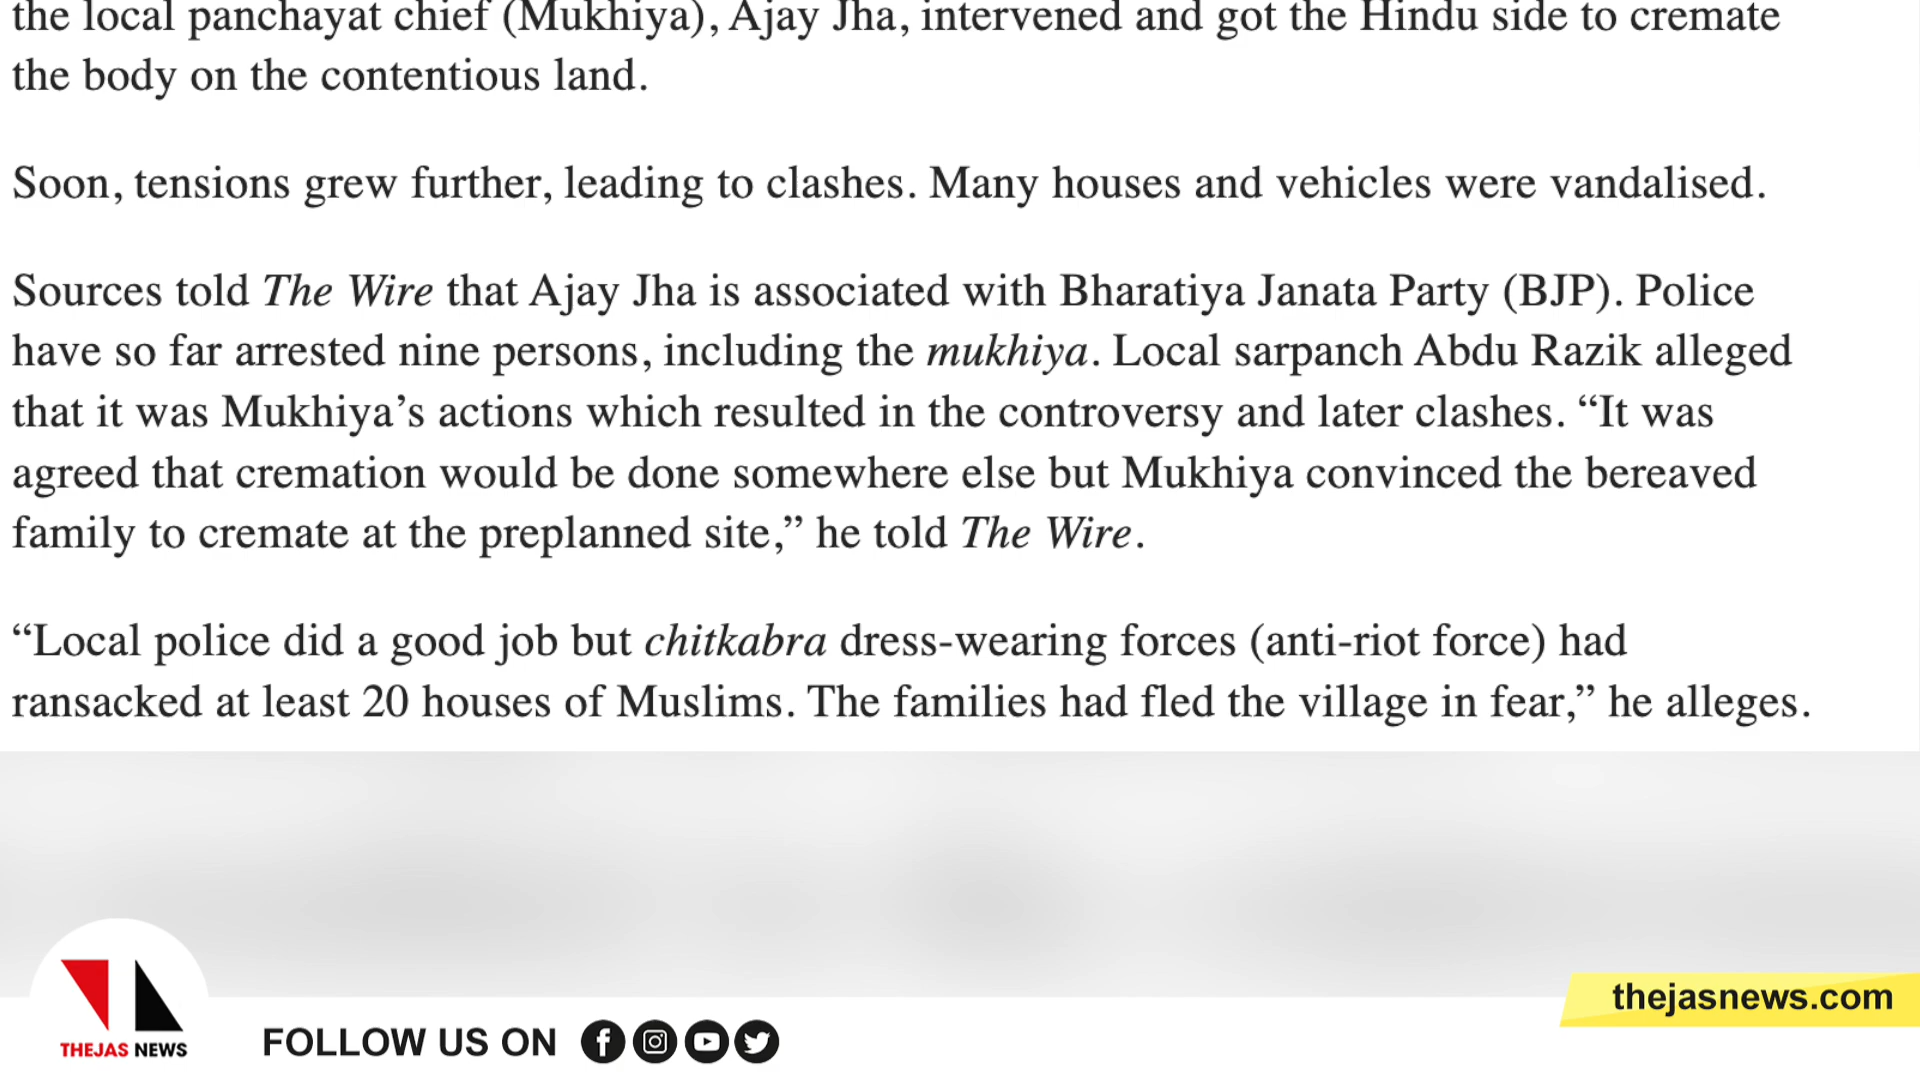 the local panchayat chief (Mukhiya), Ajay Jha, intervened and got the Hindu side to cremate
the body on the contentious land.
Soon, tensions grew further, leading to clashes. Many houses and vehicles were vandalised.
Sources told The Wire that Ajay Jha is associated with Bharatiya Janata Party (BJP). Police
have so far arrested nine persons, including the mukhiya. Local sarpanch Abdu Razik alleged
that it was Mukhiya’s actions which resulted in the controversy and later clashes. “It was
agreed that cremation would be done somewhere else but Mukhiya convinced the bereaved
family to cremate at the preplanned site,” he told The Wire.
“Local police did a good job but chitkabra dress-wearing forces (anti-riot force) had
ransacked at least 20 houses of Muslims. The families had fled the village in fear,” he alleges.
thejasnews.com
THEJAS NEWS
FOLLOW US ON